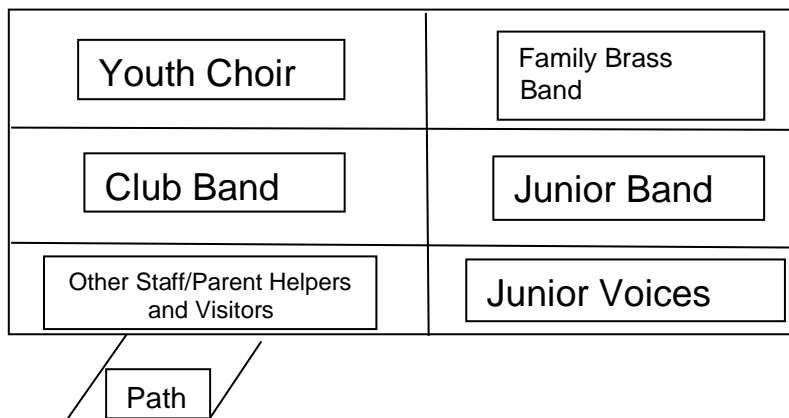 Youth Choir
Family Brass
Band
Club Band
Junior Band
Other Staff/Parent Helpers
and Visitors
Junior Voices
Path